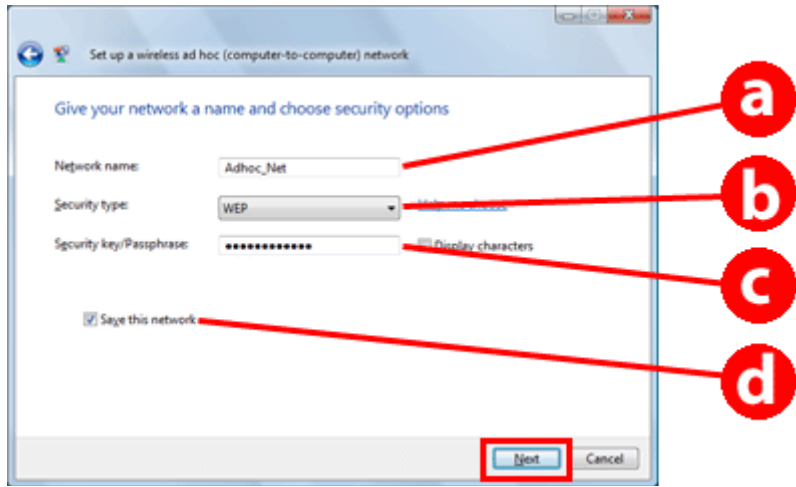 Set up a wireless ad hoc (computer-to-computer) network
Give your network a name and choose security options
Network name: Adhoc_Net
a
Security type: WEP
b
Security key/Passphrase: •••••••••••• Display characters
c
Save this network
d
Next Cancel